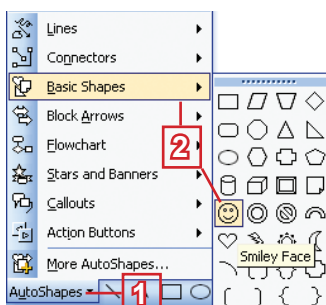 Lines
Connectors
Basic Shapes
Block Arrows
2
Flowchart
Stars and Banners
Callouts
Action Buttons
More AutoShapes...
Smiley Face
AutoShapes
1